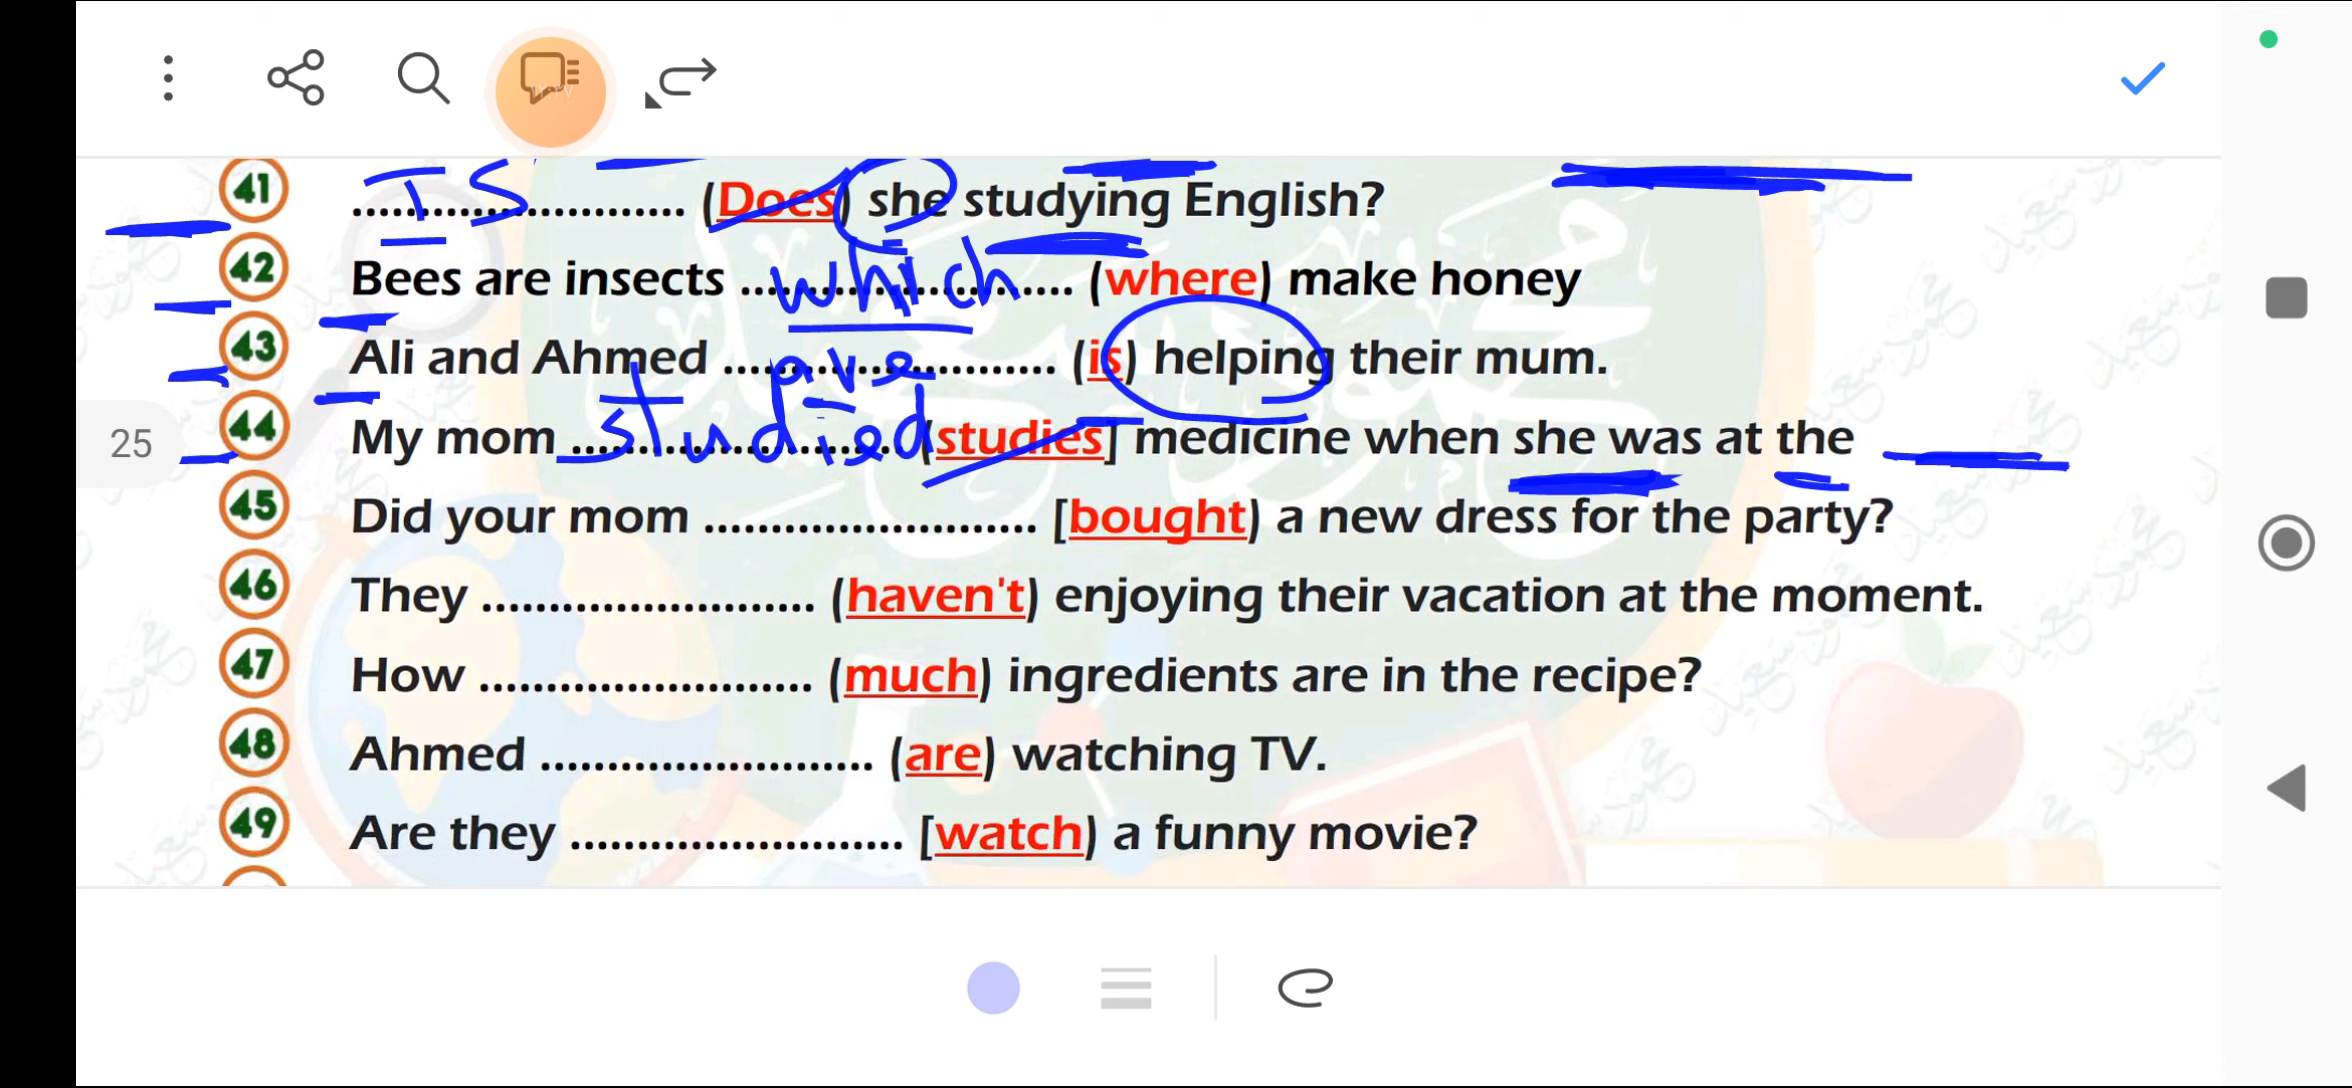 41 Is ........................ (Does) she studying English?
42 Bees are insects ........................ which (where) make honey
43 Ali and Ahmed ........................ are (is) helping their mum.
25
44 My mom ........................ studied (studies] medicine when she was at the
45 Did your mom ........................ [bought) a new dress for the party?
46 They ........................ (haven't) enjoying their vacation at the moment.
47 How ........................ (much) ingredients are in the recipe?
48 Ahmed ........................ (are) watching TV.
49 Are they ........................ [watch) a funny movie?